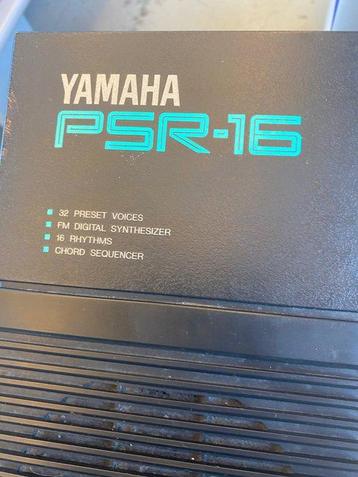 YAMAHA
PSR-16
32 PRESET VOICES
FM DIGITAL SYNTHESIZER
16 RHYTHMS
CHORD SEQUENCER